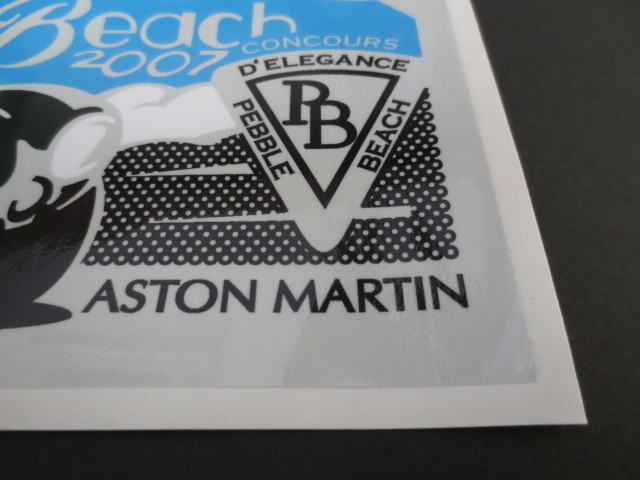 Beach
2007 CONCOURS
D'ELEGANCE
PEBBLE
PB
BEACH
ASTON MARTIN